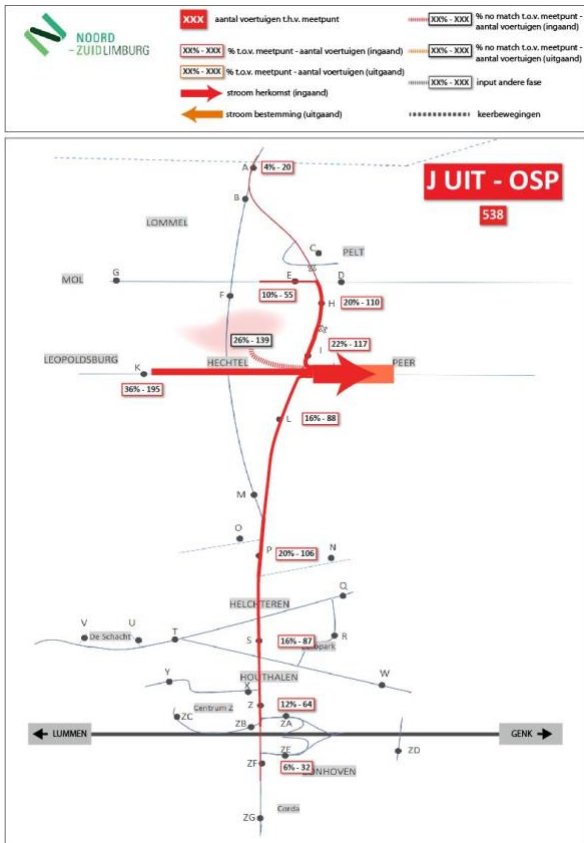 NOORD
-ZUIDLIMBURG
XXX aantal voertuigen t.h.v. meetpunt
XX% - XXX % t.o.v. meetpunt - aantal voertuigen (ingaand)
XX% - XXX % t.o.v. meetpunt - aantal voertuigen (uitgaand)
stroom herkomst (ingaand)
stroom bestemming (uitgaand)
XX% - XXX % no match t.o.v. meetpunt -
aantal voertuigen (ingaand)
XX% - XXX % no match t.o.v. meetpunt -
aantal voertuigen (uitgaand)
XX% - XXX input andere fase
keerbewegingen
J UIT - OSP
538
A 4% - 20
B
LOMMEL
C PELT
MOL G E D
F 10% - 55 H 20% - 110
26% - 139
I 22% - 117
LEOPOLDSBURG HECHTEL PEER
K
36% - 195
L 16% - 88
M
O
P 20% - 106 N
Q
HELCHTEREN
V U
De Schacht T S 16% - 87 R
HOUTHALEN
Y X W
Z 12% - 64
Centrum Z
ZC ZB ZA
LUMMEN GENK
ZE ZD
ZF 6% - 32
ZONHOVEN
Corda
ZG